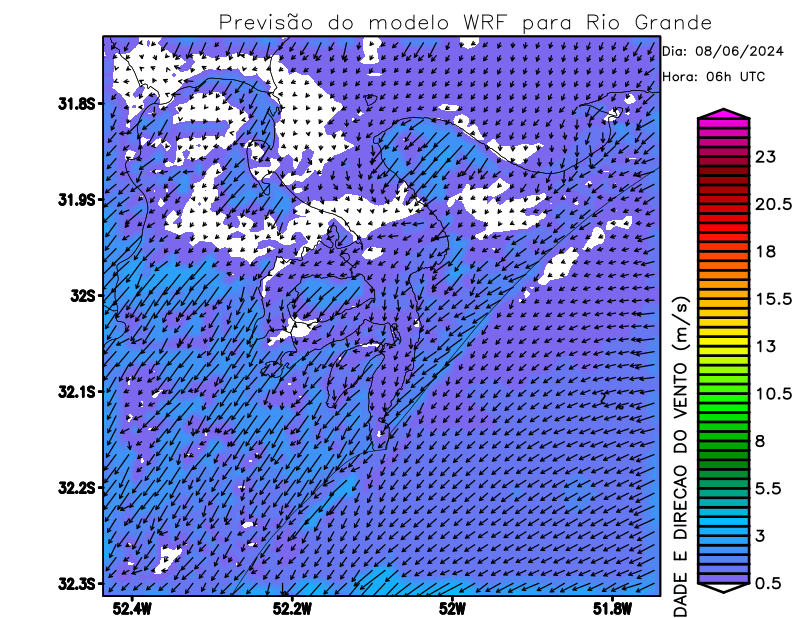 Previsão do modelo WRF para Rio Grande
Dia: 08/06/2024
Hora: 06h UTC
31.8S
31.9S
32S
32.1S
32.2S
32.3S
52.4W
52.2W
52W
51.8W
23
20.5
18
15.5
13
10.5
8
5.5
3
0.5
DADE E DIRECAO DO VENTO (m/s)